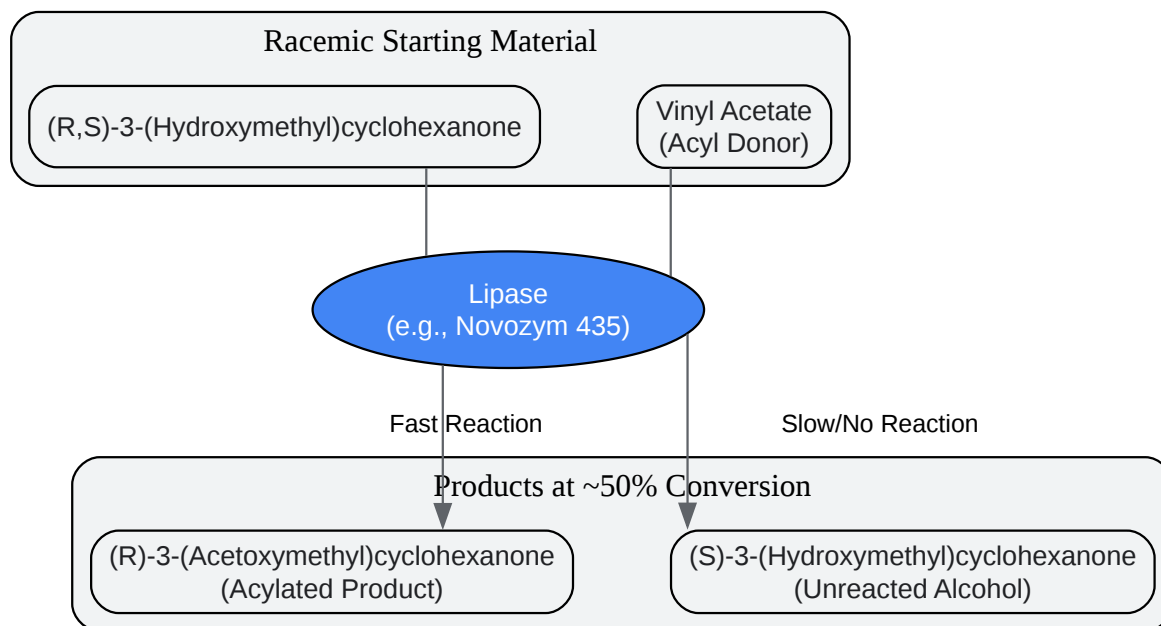 Racemic Starting Material
(R,S)-3-(Hydroxymethyl)cyclohexanone
Vinyl Acetate
(Acyl Donor)
Lipase
(e.g., Novozym 435)
Fast Reaction
Slow/No Reaction
Products at ~50% Conversion
(R)-3-(Acetoxymethyl)cyclohexanone
(Acylated Product)
(S)-3-(Hydroxymethyl)cyclohexanone
(Unreacted Alcohol)